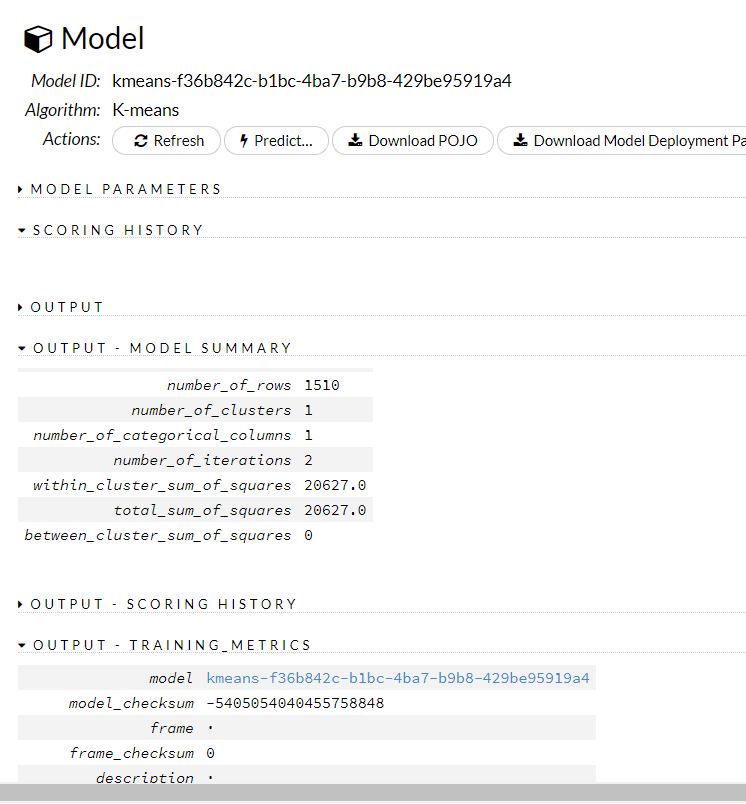 Model
Model ID: kmeans-f36b842c-b1bc-4ba7-b9b8-429be95919a4
Algorithm: K-means
Actions: Refresh Predict... Download POJO Download Model Deployment Pa
MODEL PARAMETERS
SCORING HISTORY
OUTPUT
OUTPUT - MODEL SUMMARY
number_of_rows 1510
number_of_clusters 1
number_of_categorical_columns 1
number_of_iterations 2
within_cluster_sum_of_squares 20627.0
total_sum_of_squares 20627.0
between_cluster_sum_of_squares 0
OUTPUT - SCORING HISTORY
OUTPUT - TRAINING_METRICS
model kmeans-f36b842c-b1bc-4ba7-b9b8-429be95919a4
model_checksum -5405054040455758848
frame ·
frame_checksum 0
description ·